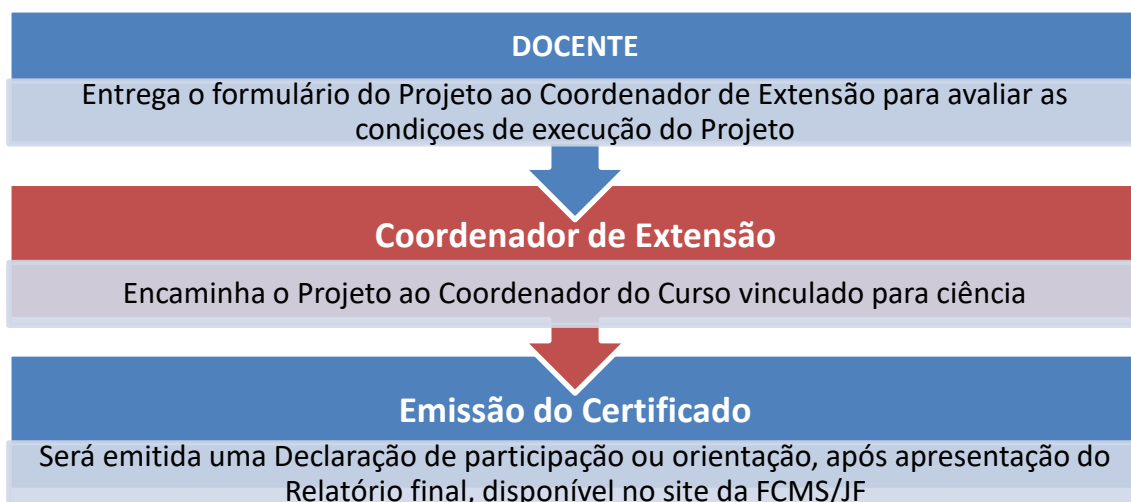 DOCENTE
Entrega o formulário do Projeto ao Coordenador de Extensão para avaliar as
condiçoes de execução do Projeto
Coordenador de Extensão
Encaminha o Projeto ao Coordenador do Curso vinculado para ciência
Emissão do Certificado
Será emitida uma Declaração de participação ou orientação, após apresentação do
Relatório final, disponível no site da FCMS/JF